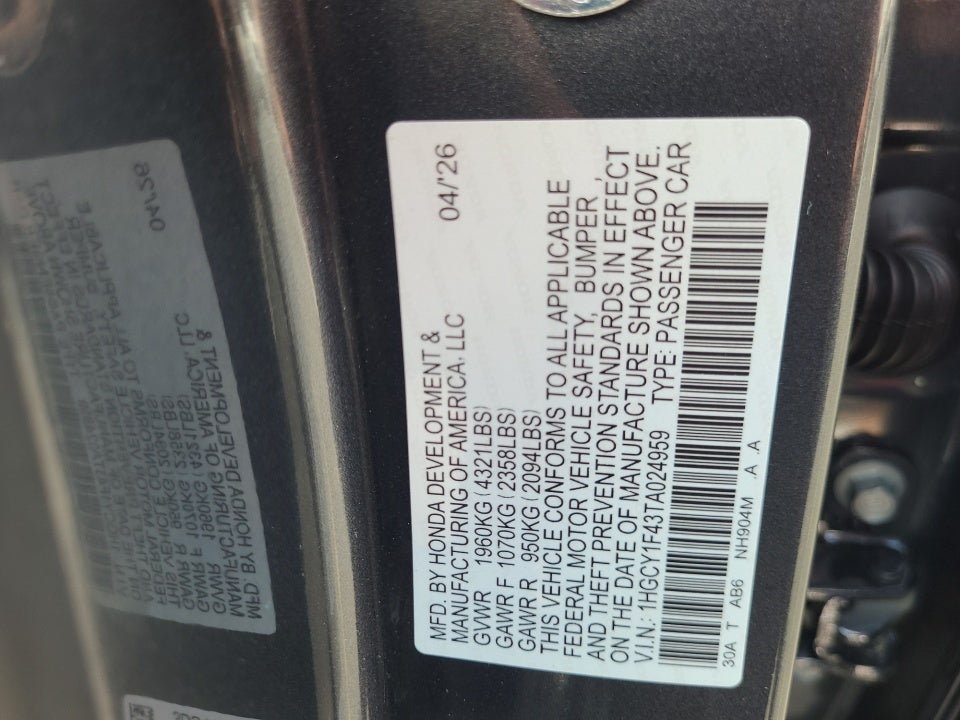 MFD. BY HONDA DEVELOPMENT & 04/'26
MANUFACTURING OF AMERICA, LLC
GVWR 1960KG (4321LBS)
GAWR F 1070KG (2358LBS)
GAWR R 950KG (2094LBS)
THIS VEHICLE CONFORMS TO ALL APPLICABLE
FEDERAL MOTOR VEHICLE SAFETY, BUMPER,
AND THEFT PREVENTION STANDARDS IN EFFECT
ON THE DATE OF MANUFACTURE SHOWN ABOVE.
V.I.N.: 1HGCY1F43TA024959 TYPE: PASSENGER CAR
30A T AB6 NH904M .A .A